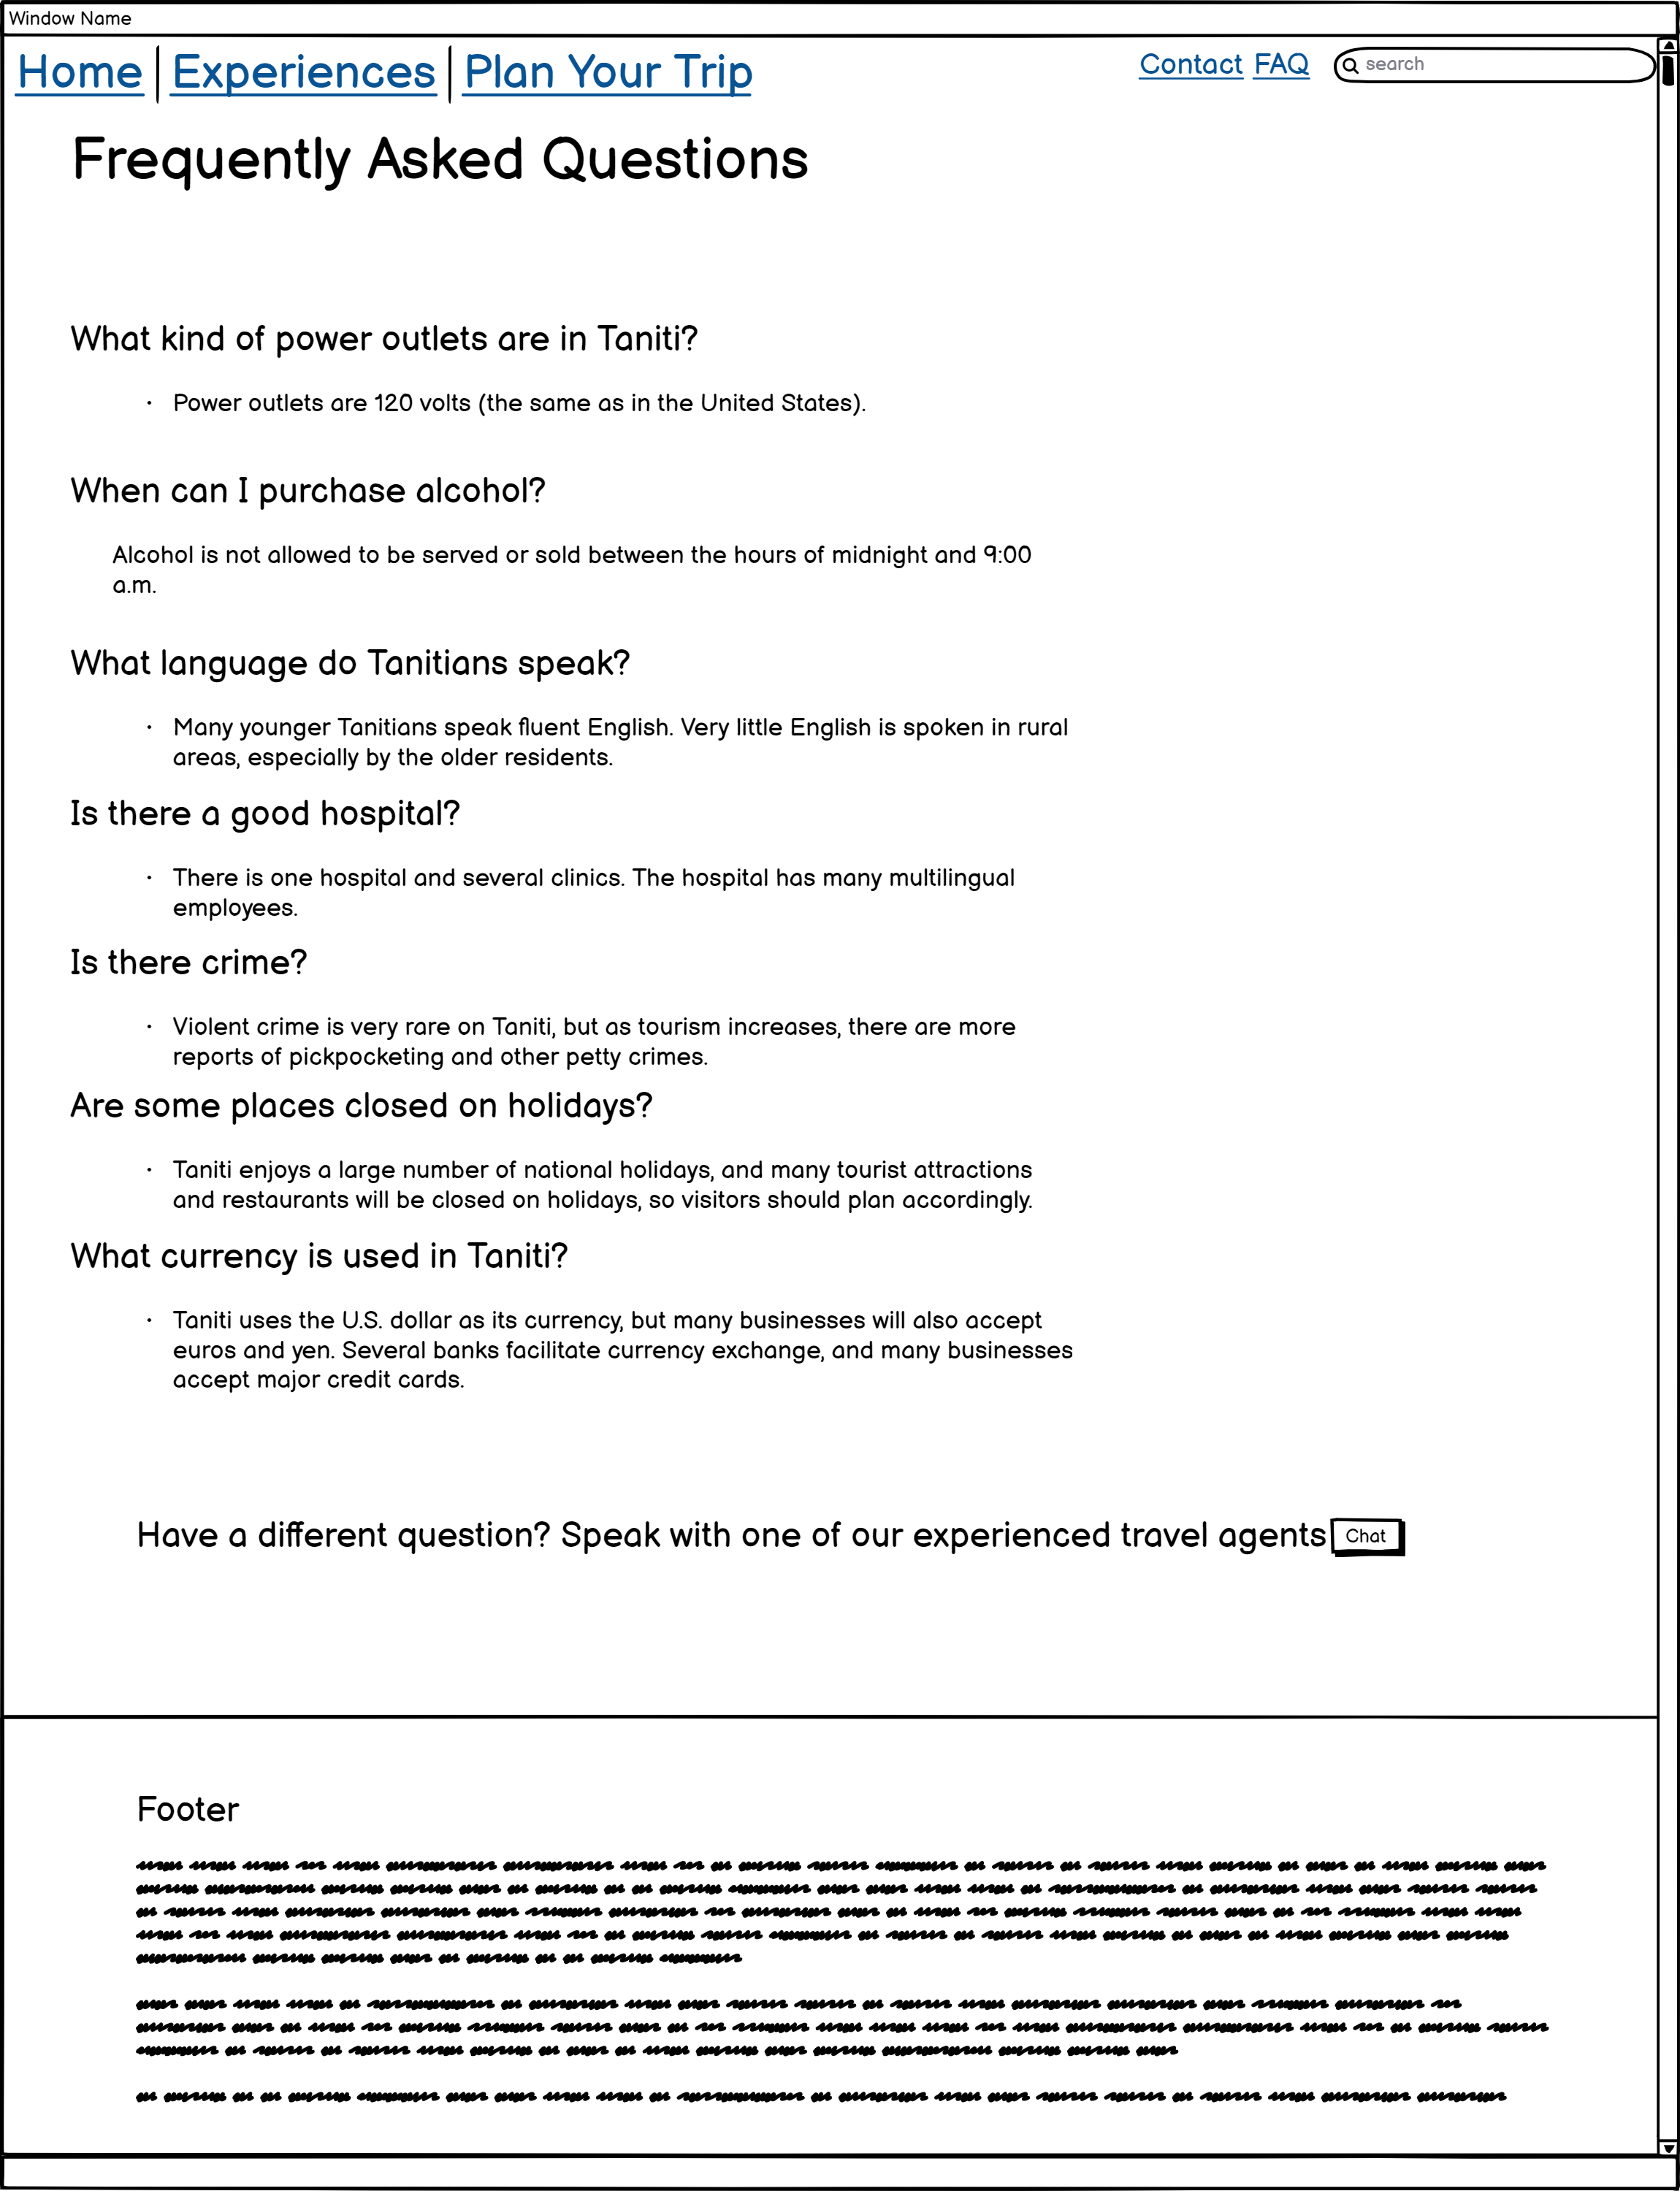 Window Name
Home | Experiences | Plan Your Trip
Contact FAQ search
Frequently Asked Questions
What kind of power outlets are in Taniti?
• Power outlets are 120 volts (the same as in the United States).
When can I purchase alcohol?
Alcohol is not allowed to be served or sold between the hours of midnight and 9:00
a.m.
What language do Tanitians speak?
• Many younger Tanitians speak fluent English. Very little English is spoken in rural
areas, especially by the older residents.
Is there a good hospital?
• There is one hospital and several clinics. The hospital has many multilingual
employees.
Is there crime?
• Violent crime is very rare on Taniti, but as tourism increases, there are more
reports of pickpocketing and other petty crimes.
Are some places closed on holidays?
• Taniti enjoys a large number of national holidays, and many tourist attractions
and restaurants will be closed on holidays, so visitors should plan accordingly.
What currency is used in Taniti?
• Taniti uses the U.S. dollar as its currency, but many businesses will also accept
euros and yen. Several banks facilitate currency exchange, and many businesses
accept major credit cards.
Have a different question? Speak with one of our experienced travel agents Chat
Footer